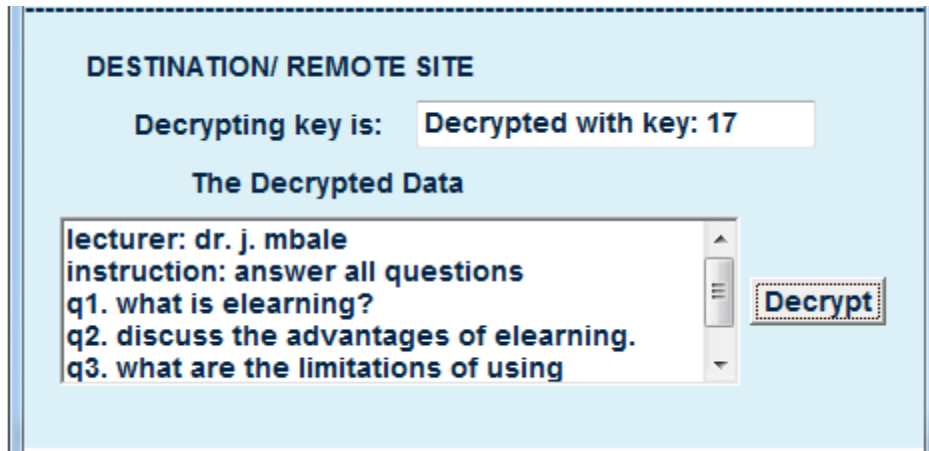 DESTINATION/ REMOTE SITE
Decrypting key is: Decrypted with key: 17
The Decrypted Data
lecturer: dr. j. mbale
instruction: answer all questions
q1. what is elearning?
q2. discuss the advantages of elearning.
q3. what are the limitations of using
Decrypt